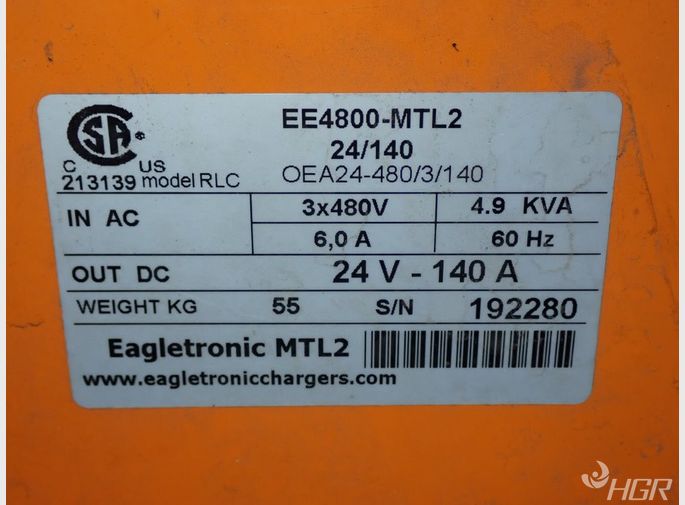 EE4800-MTL2
CSA ®
24/140
C US
213139 model RLC OEA24-480/3/140
IN AC 3x480V 4.9 KVA
6,0 A 60 Hz
OUT DC 24 V - 140 A
WEIGHT KG 55 S/N 192280
Eagletronic MTL2
www.eagletronicchargers.com
HGR